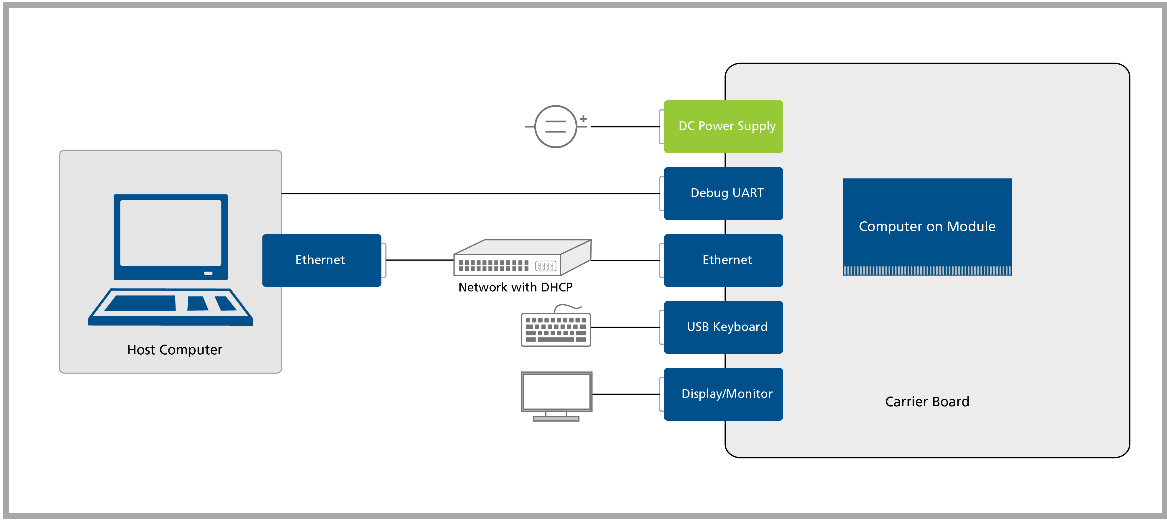 DC Power Supply
Debug UART
Computer on Module
Ethernet
Ethernet
Network with DHCP
USB Keyboard
Host Computer
Display/Monitor
Carrier Board